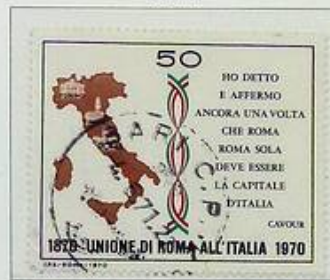 50
HO DETTO
E AFFERMO
ANCORA UNA VOLTA
CHE ROMA
ROMA SOLA
DEVE ESSERE
LA CAPITALE
D'ITALIA
CAVOUR
1870 UNIONE DI ROMA ALL'ITALIA 1970